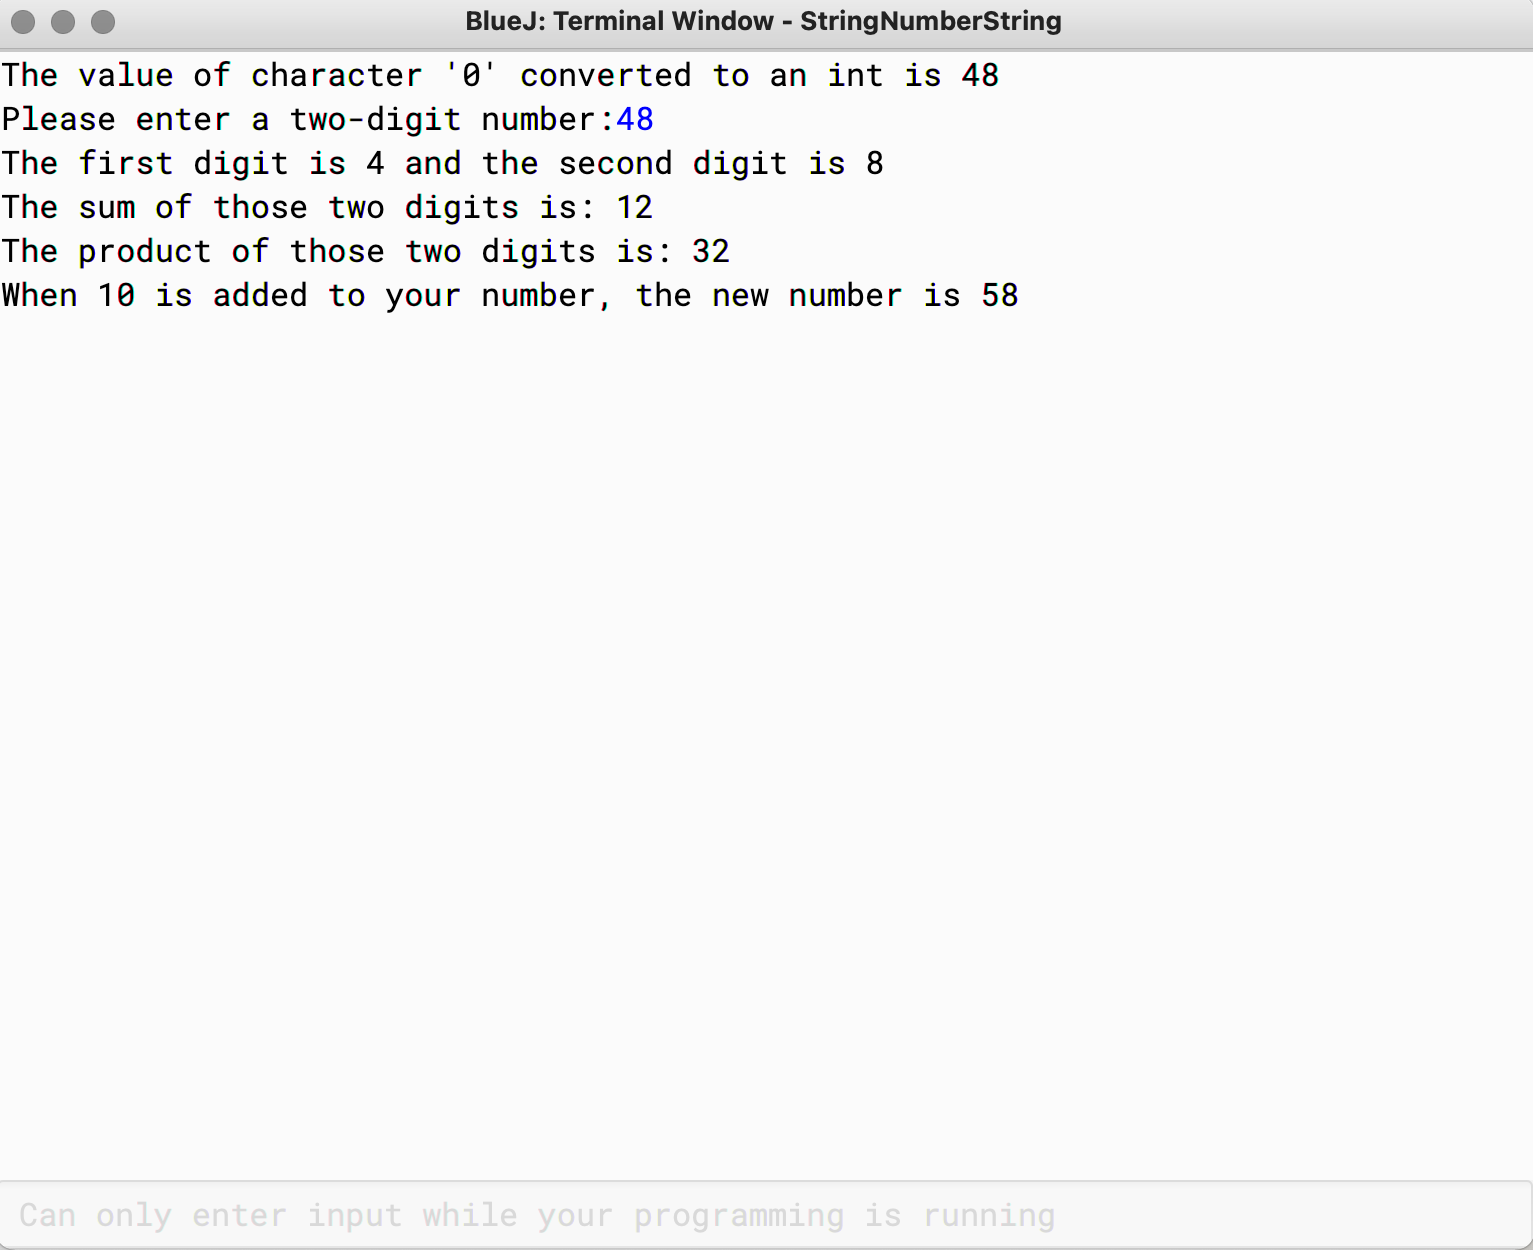 BlueJ: Terminal Window - StringNumberString
The value of character '0' converted to an int is 48
Please enter a two-digit number:48
The first digit is 4 and the second digit is 8
The sum of those two digits is: 12
The product of those two digits is: 32
When 10 is added to your number, the new number is 58
Can only enter input while your programming is running